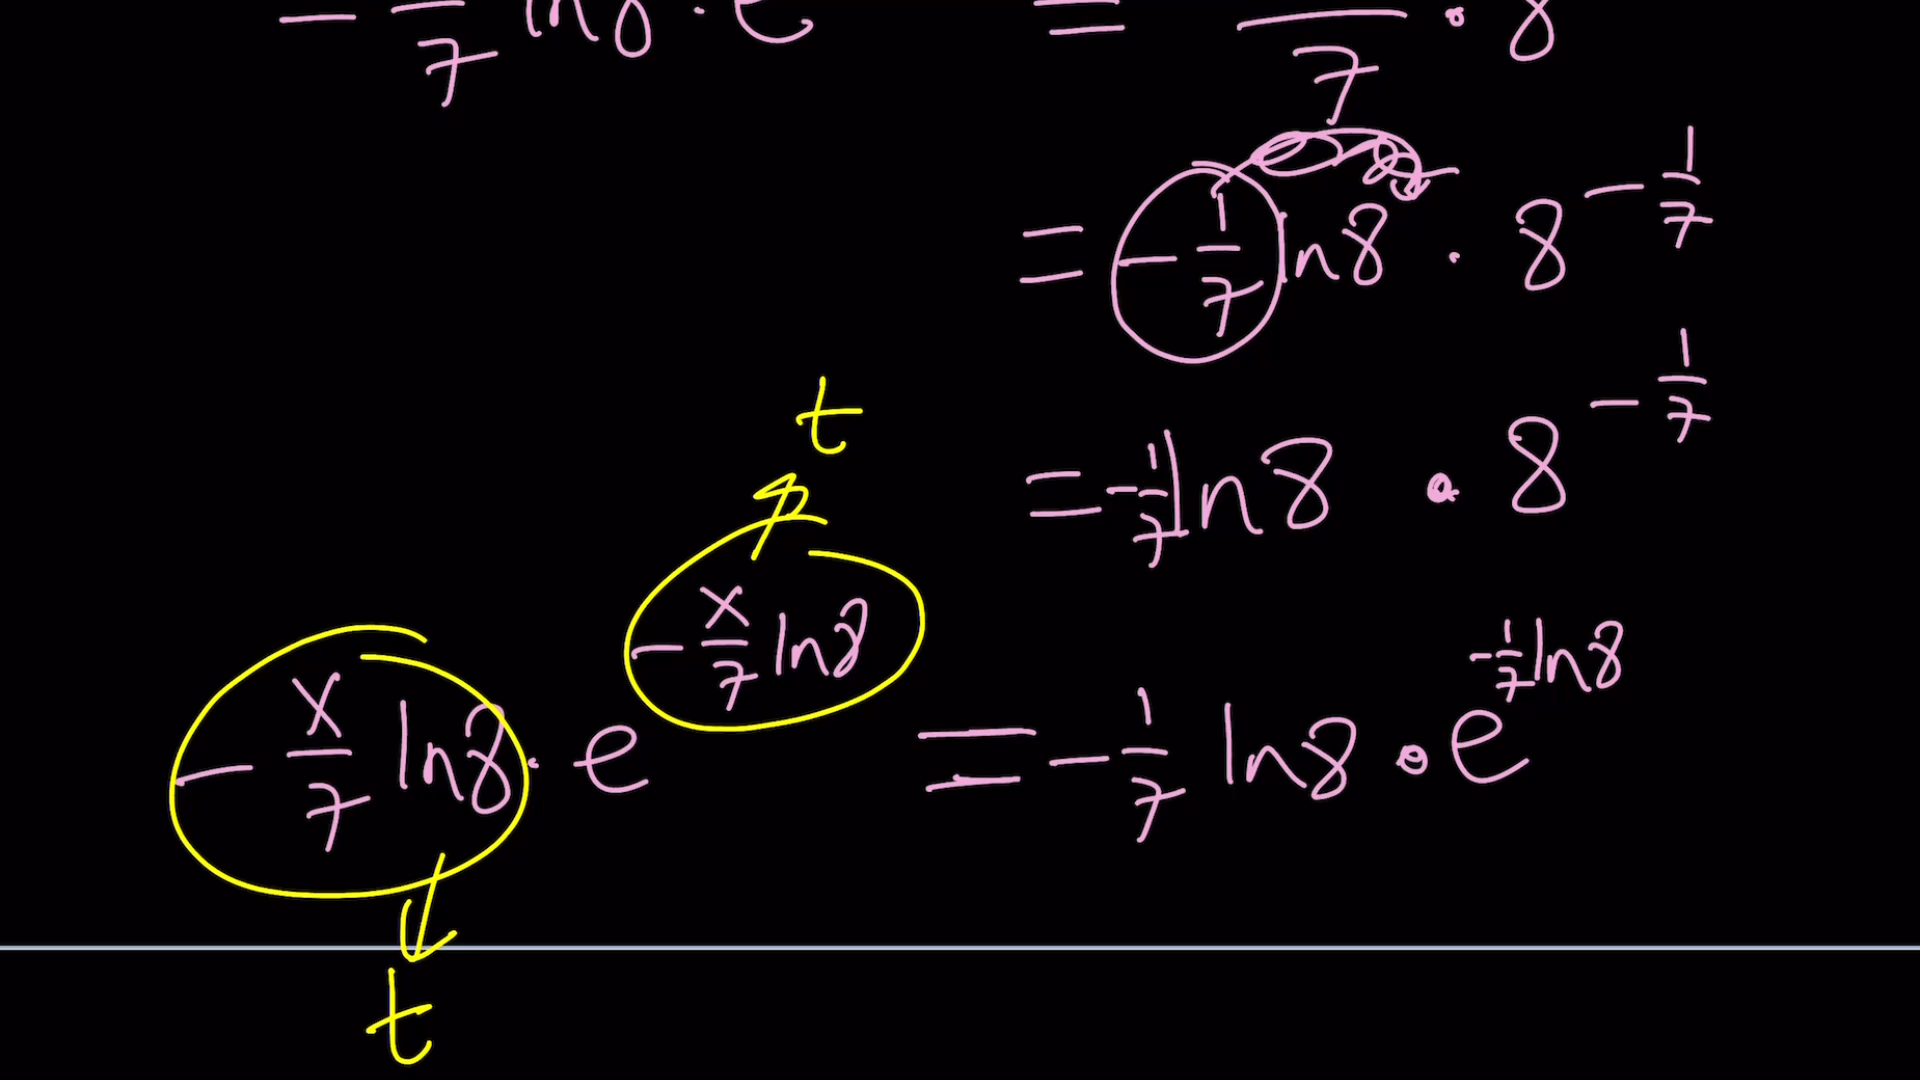 − /7 ln8 · e = /7 · 8
= −1/7 ln8 · 8^(−1/7)
t
= −1/7 ln8 · 8^(−1/7)
−x/7 ln8 · e^(−x/7 ln8) = −1/7 ln8 · e^(−1/7 ln8)
t